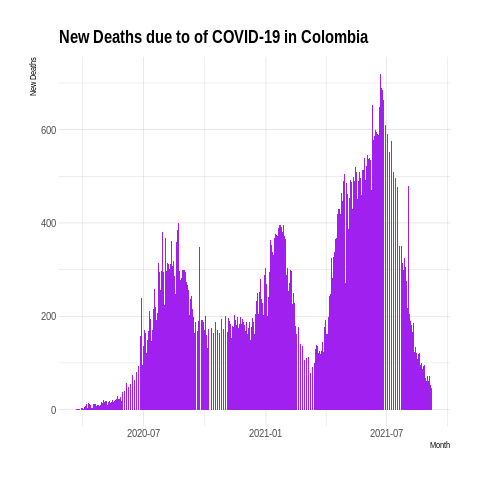 New Deaths due to of COVID-19 in Colombia
New Deaths
600
400
200
0
2020-07
2021-01
2021-07
Month